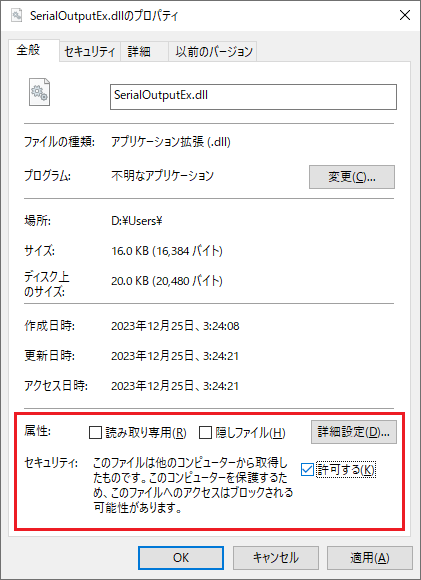 SerialOutputEx.dllのプロパティ
全般 セキュリティ 詳細 以前のバージョン
SerialOutputEx.dll
ファイルの種類: アプリケーション拡張 (.dll)
プログラム: 不明なアプリケーション 変更(C)...
場所: D:¥Users¥
サイズ: 16.0 KB (16,384 バイト)
ディスク上
のサイズ: 20.0 KB (20,480 バイト)
作成日時: 2023年12月25日、3:24:08
更新日時: 2023年12月25日、3:24:21
アクセス日時: 2023年12月25日、3:24:21
属性: 読み取り専用(R) 隠しファイル(H) 詳細設定(D)...
セキュリティ: このファイルは他のコンピューターから取得し
たものです。このコンピューターを保護するた 許可する(K)
め、このファイルへのアクセスはブロックされる
可能性があります。
OK キャンセル 適用(A)